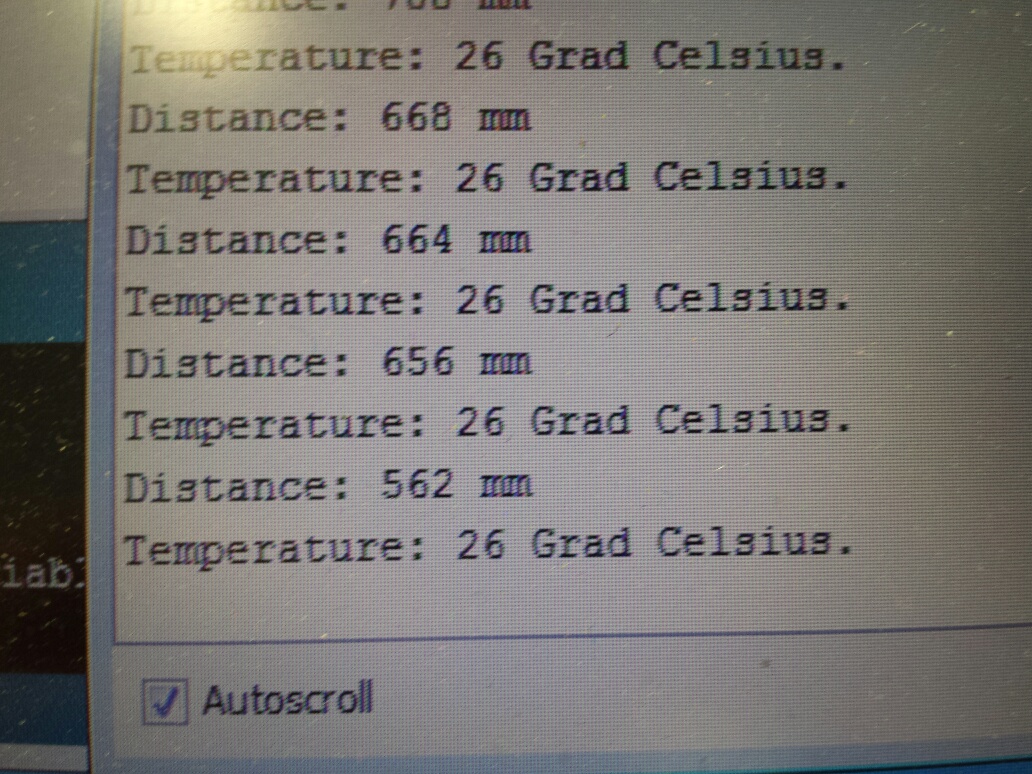 Temperature: 26 Grad Celsius.
Distance: 668 mm
Temperature: 26 Grad Celsius.
Distance: 664 mm
Temperature: 26 Grad Celsius.
Distance: 656 mm
Temperature: 26 Grad Celsius.
Distance: 562 mm
Temperature: 26 Grad Celsius.
Autoscroll